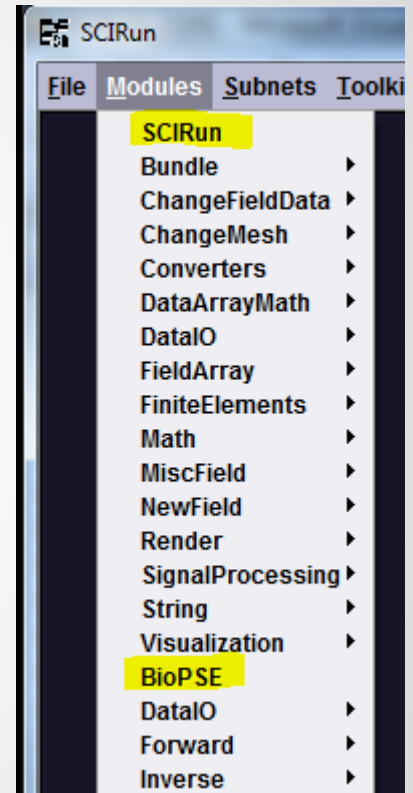 SCIRun
File Modules Subnets Toolki
SCIRun
Bundle
ChangeFieldData
ChangeMesh
Converters
DataArrayMath
DataIO
FieldArray
FiniteElements
Math
MiscField
NewField
Render
SignalProcessing
String
Visualization
BioPSE
DataIO
Forward
Inverse